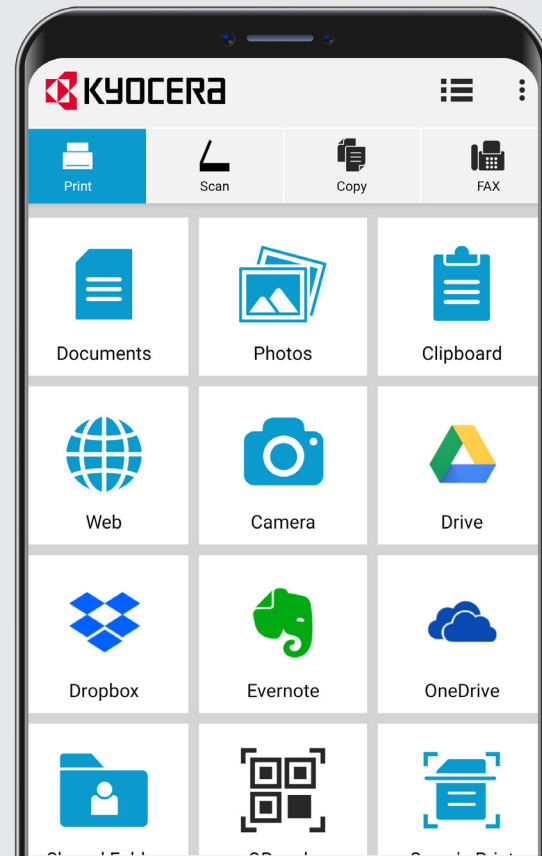 KYOCERA
Print Scan Copy FAX
Documents Photos Clipboard
Web Camera Drive
Dropbox Evernote OneDrive